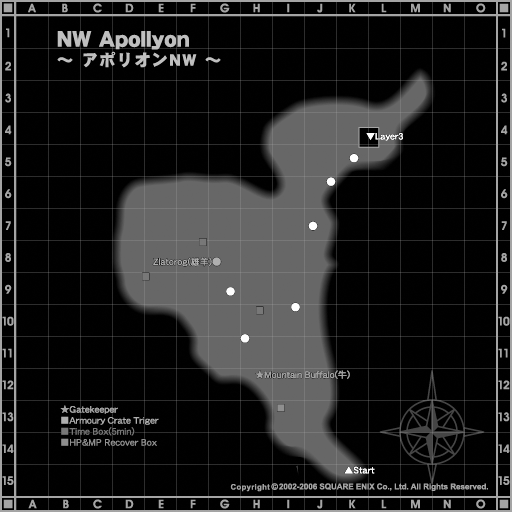 A B C D E F G H I J K L M N O
NW Apollyon
～ アポリオンNW ～
1 1
2 2
3 3
4 4
▼Layer3
5 5
6 6
7 7
8 8
Zlatorog(雄羊)
9 9
10 10
11 11
★Mountain Buffalo(牛)
12 12
13 13
★Gatekeeper
■Armoury Crate Triger
■Time Box(5min)
■HP&MP Recover Box
14 14
▲Start
15 15
Copyright ©2002-2006 SQUARE ENIX Co., Ltd. All Rights Reserved.
A B C D E F G H I J K L M N O